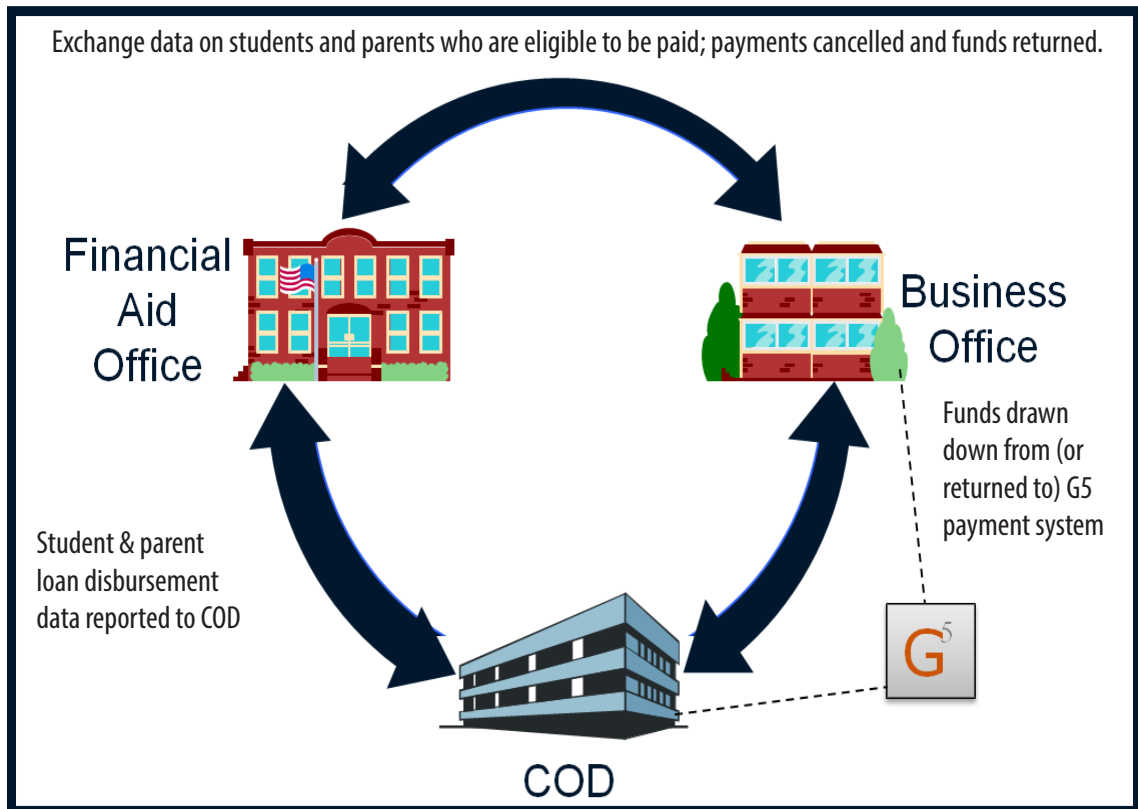 Exchange data on students and parents who are eligible to be paid; payments cancelled and funds returned.
Financial
Aid
Office
Business
Office
Funds drawn
down from (or
returned to) G5
payment system
Student & parent
loan disbursement
data reported to COD
G5
COD